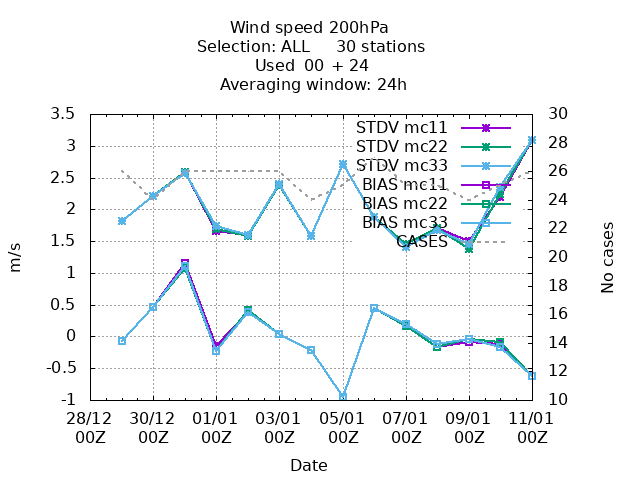 Wind speed 200hPa
Selection: ALL 30 stations
Used 00 + 24
Averaging window: 24h
3.5
3
2.5
2
1.5
1
0.5
0
-0.5
-1
m/s
STDV mc11
STDV mc22
STDV mc33
BIAS mc11
BIAS mc22
BIAS mc33
CASES
30
28
26
24
22
20
18
16
14
12
10
No cases
28/12 30/12 01/01 03/01 05/01 07/01 09/01 11/01
00Z 00Z 00Z 00Z 00Z 00Z 00Z 00Z
Date